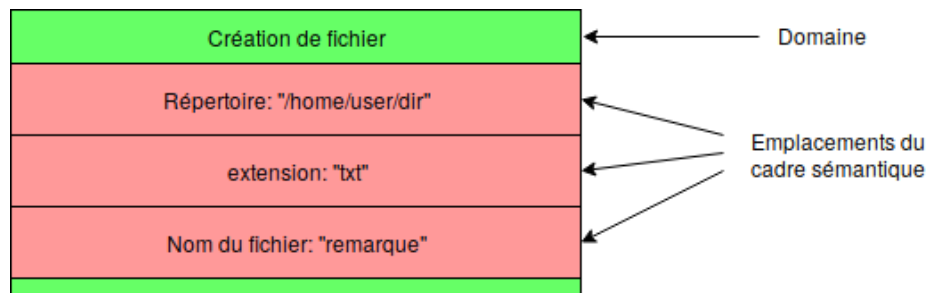 Création de fichier
Domaine
Répertoire: "/home/user/dir"
Emplacements du
cadre sémantique
extension: "txt"
Nom du fichier: "remarque"